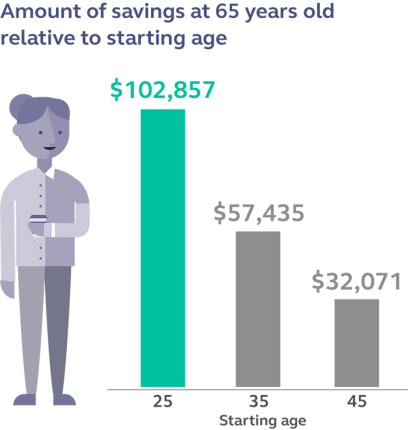 Amount of savings at 65 years old
relative to starting age
$102,857
$57,435
$32,071
25 35 45
Starting age